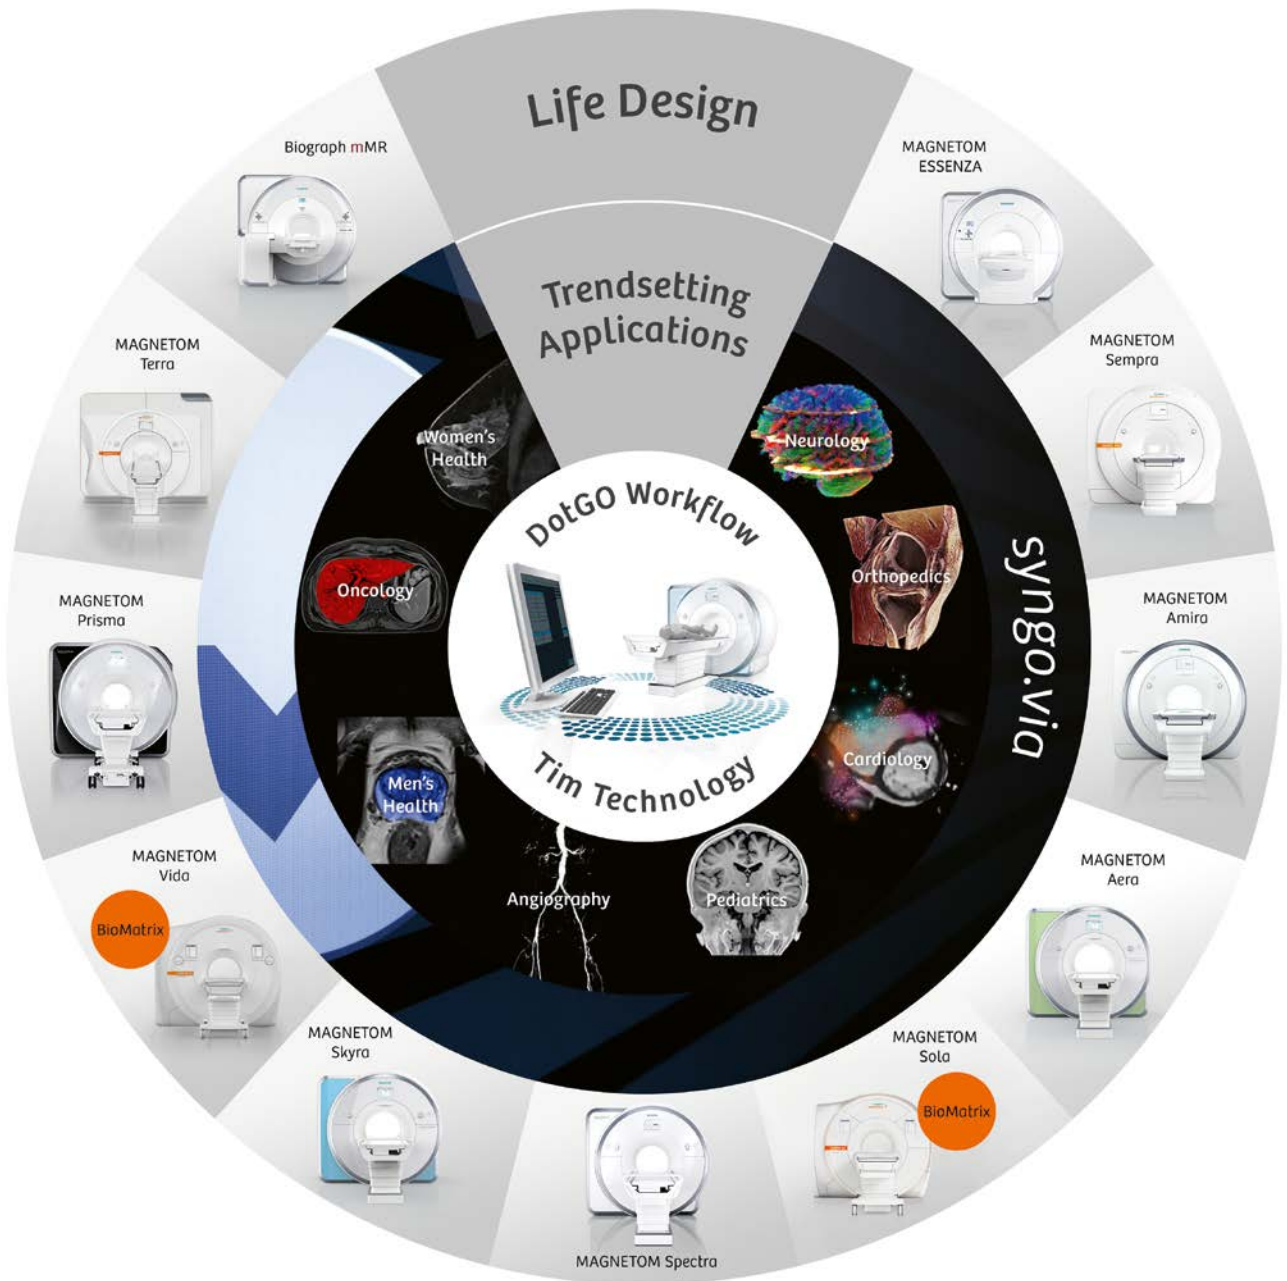 Life Design
Trendsetting
Applications
Biograph mMR
MAGNETOM
ESSENZA
MAGNETOM
Terra
MAGNETOM
Sempra
MAGNETOM
Prisma
MAGNETOM
Amira
MAGNETOM
Vida
BioMatrix
MAGNETOM
Aera
MAGNETOM
Skyra
MAGNETOM
Sola
BioMatrix
MAGNETOM Spectra
syngo.via
Women's
Health
Neurology
Oncology
Orthopedics
Men's
Health
Cardiology
Angiography
Pediatrics
DotGO Workflow
Tim Technology